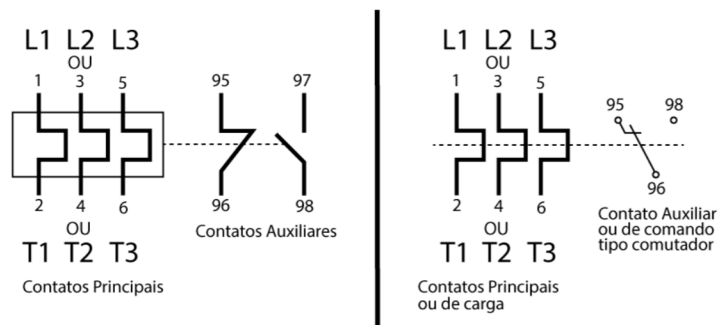 L1 L2 L3
OU
1 3 5
95 97
2 4 6
96 98
OU
T1 T2 T3
Contatos Principais
Contatos Auxiliares
L1 L2 L3
OU
1 3 5
95 98
96
2 4 6
OU
T1 T2 T3
Contatos Principais
ou de carga
Contato Auxiliar
ou de comando
tipo comutador